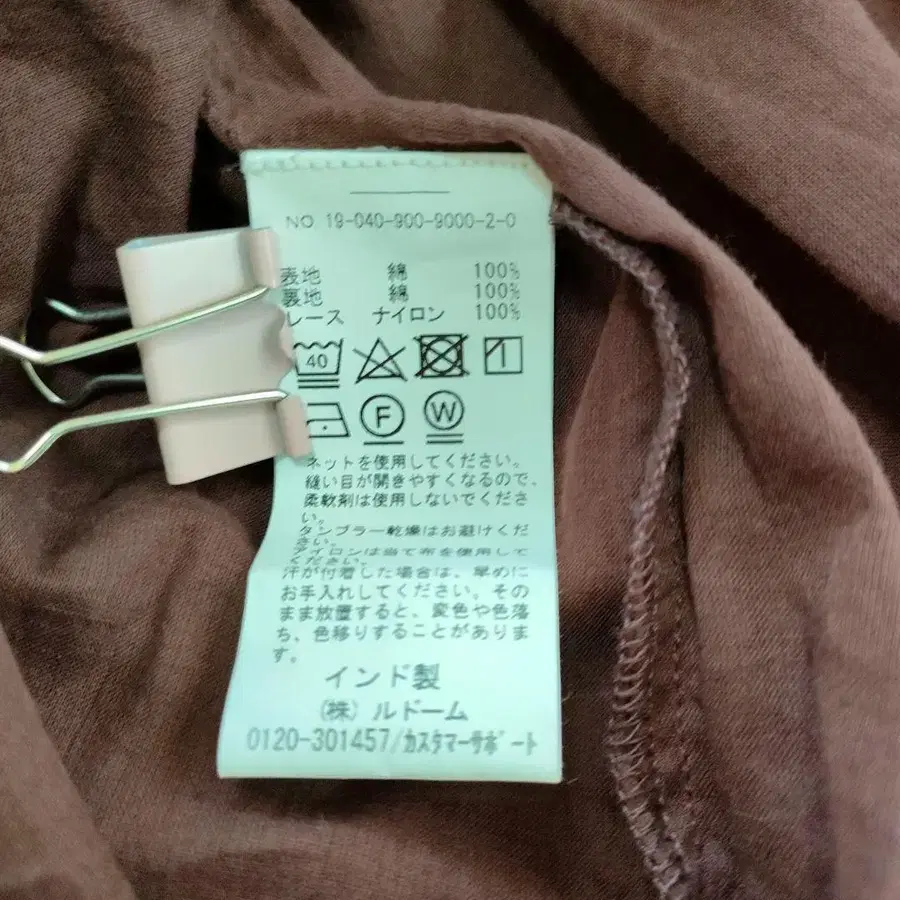 NO 19-040-900-9000-2-0
表地 綿 100%
裏地 綿 100%
レース ナイロン 100%
40
F W
ネットを使用してください。
縫い目が開きやすくなるので、
柔軟剤は使用しないでくださ
い。
タンブラー乾燥はお避けくだ
さい。
アイロンは当て布を使用して
ください。
汗が付着した場合は、早めに
お手入れしてください。その
まま放置すると、変色や色落
ち、色移りすることがありま
す。
インド製
(株) ルドーム
0120-301457/カスタマーサポート